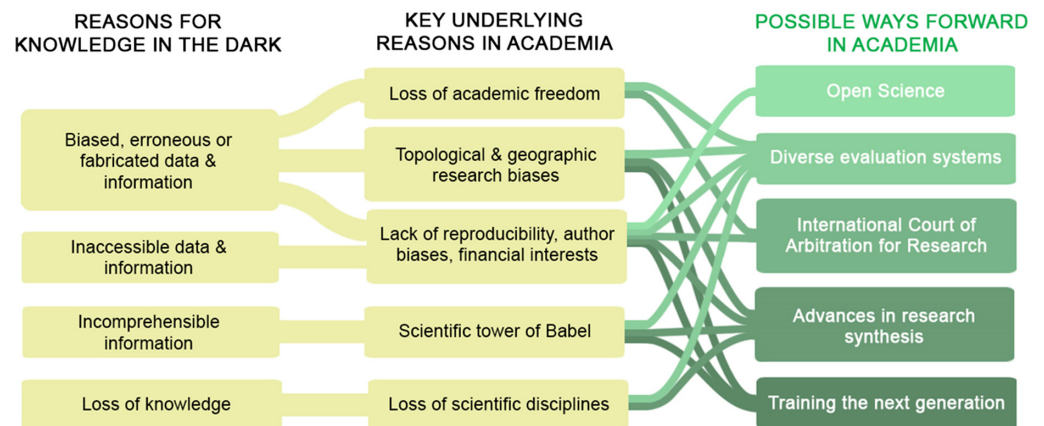 REASONS FOR
KNOWLEDGE IN THE DARK
KEY UNDERLYING
REASONS IN ACADEMIA
POSSIBLE WAYS FORWARD
IN ACADEMIA
Biased, erroneous or
fabricated data &
information
Inaccessible data &
information
Incomprehensible
information
Loss of knowledge
Loss of academic freedom
Topological & geographic
research biases
Lack of reproducibility, author
biases, financial interests
Scientific tower of Babel
Loss of scientific disciplines
Open Science
Diverse evaluation systems
International Court of
Arbitration for Research
Advances in research
synthesis
Training the next generation